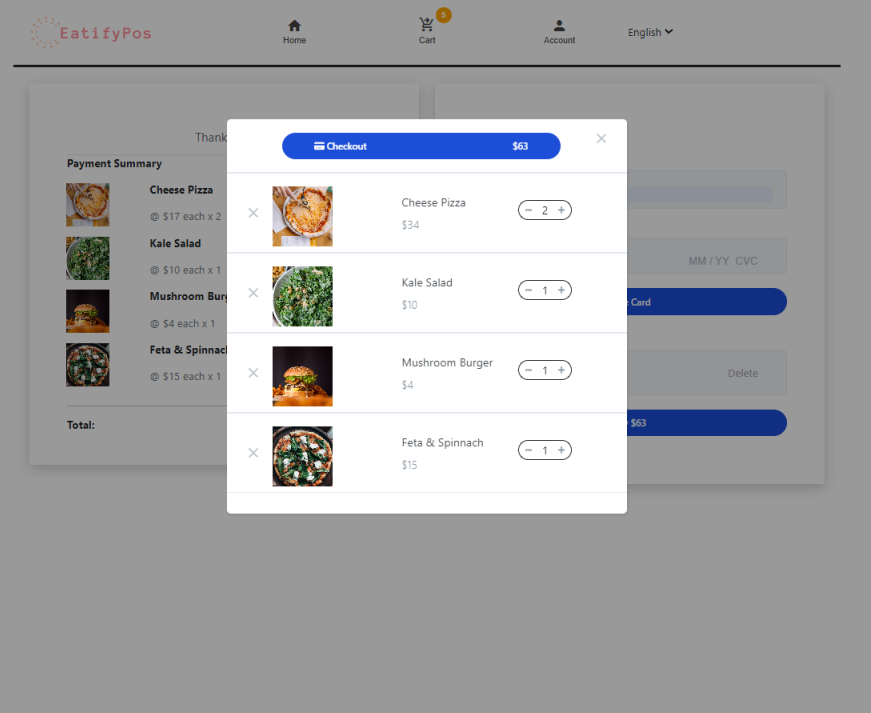 EatifyPos
Home
5
Cart
Account
English
Thank
Payment Summary
Cheese Pizza
@ $17 each x 2
Kale Salad
@ $10 each x 1
Mushroom Burg
@ $4 each x 1
Feta & Spinnach
@ $15 each x 1
Total:
Checkout $63
Cheese Pizza
$34
2
Kale Salad
$10
1
Mushroom Burger
$4
1
Feta & Spinnach
$15
1
MM / YY CVC
Card
Delete
$63